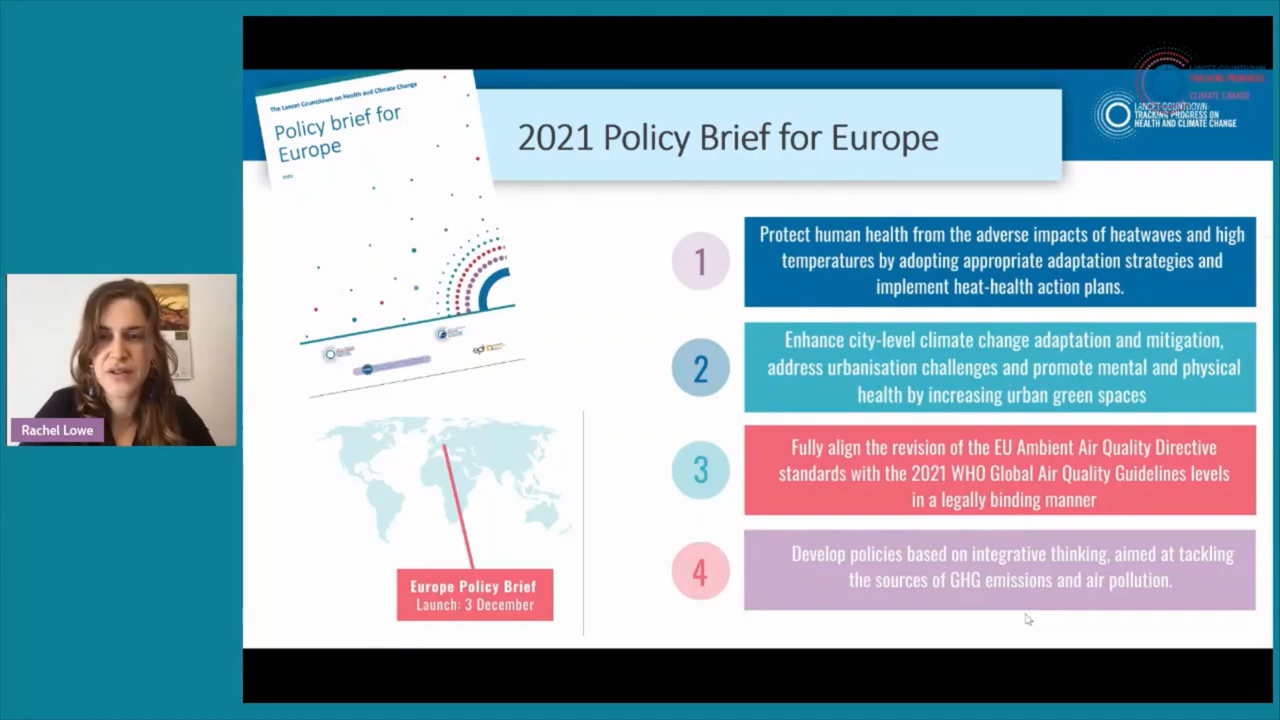 The Lancet Countdown on Health and Climate Change
Policy brief for
Europe
2021 Policy Brief for Europe
LANCET COUNTDOWN:
TRACKING PROGRESS ON
HEALTH AND CLIMATE CHANGE
LANCET COUNTDOWN
TRACKING PROGRESS
CLIMATE CHANGE
1
Protect human health from the adverse impacts of heatwaves and high
temperatures by adopting appropriate adaptation strategies and
implement heat-health action plans.
2
Enhance city-level climate change adaptation and mitigation,
address urbanisation challenges and promote mental and physical
health by increasing urban green spaces
3
Fully align the revision of the EU Ambient Air Quality Directive
standards with the 2021 WHO Global Air Quality Guidelines levels
in a legally binding manner
4
Develop policies based on integrative thinking, aimed at tackling
the sources of GHG emissions and air pollution.
Europe Policy Brief
Launch: 3 December
Rachel Lowe